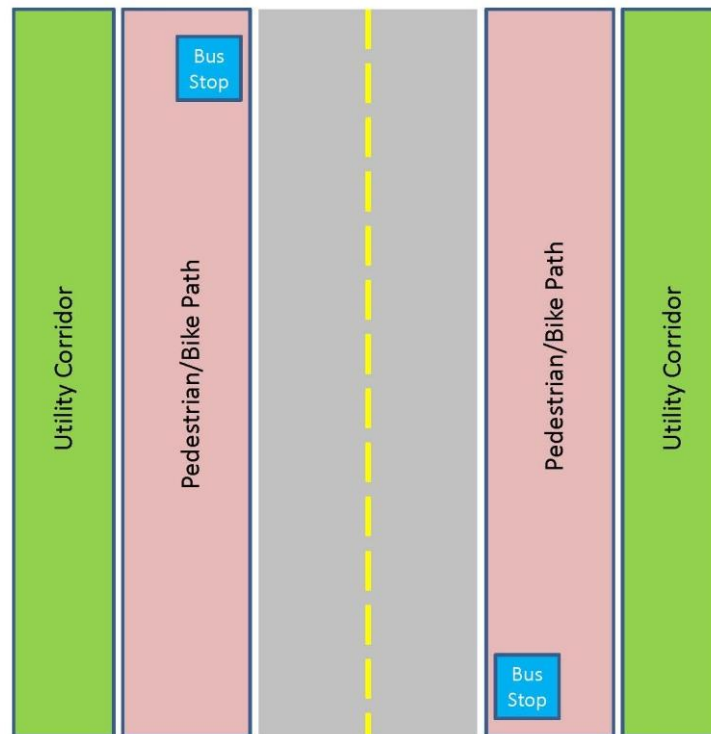 Bus
Stop
Utility Corridor
Pedestrian/Bike Path
Pedestrian/Bike Path
Utility Corridor
Bus
Stop